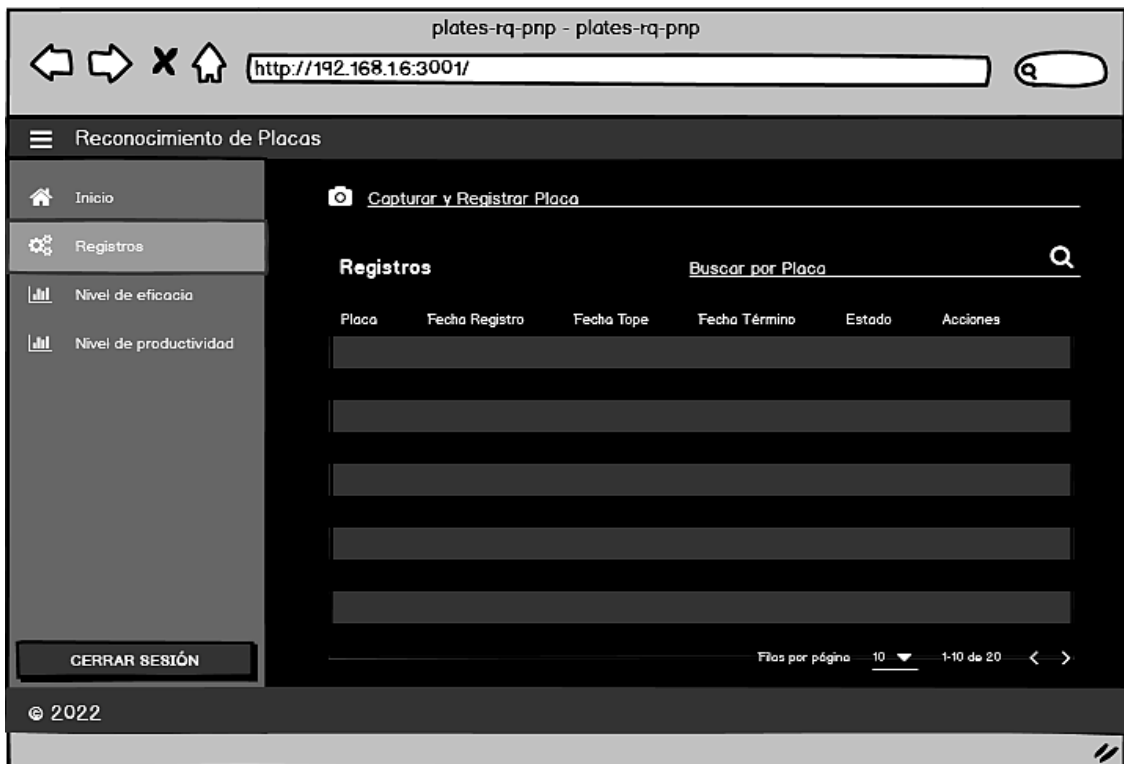 plates-rq-pnp - plates-rq-pnp
http://192.168.1.6:3001/
Reconocimiento de Placas
Inicio
Registros
Nivel de eficacia
Nivel de productividad
CERRAR SESIÓN
Capturar y Registrar Placa
Registros
Buscar por Placa
Placa Fecha Registro Fecha Tope Fecha Término Estado Acciones
Filas por página 10 1-10 de 20
© 2022